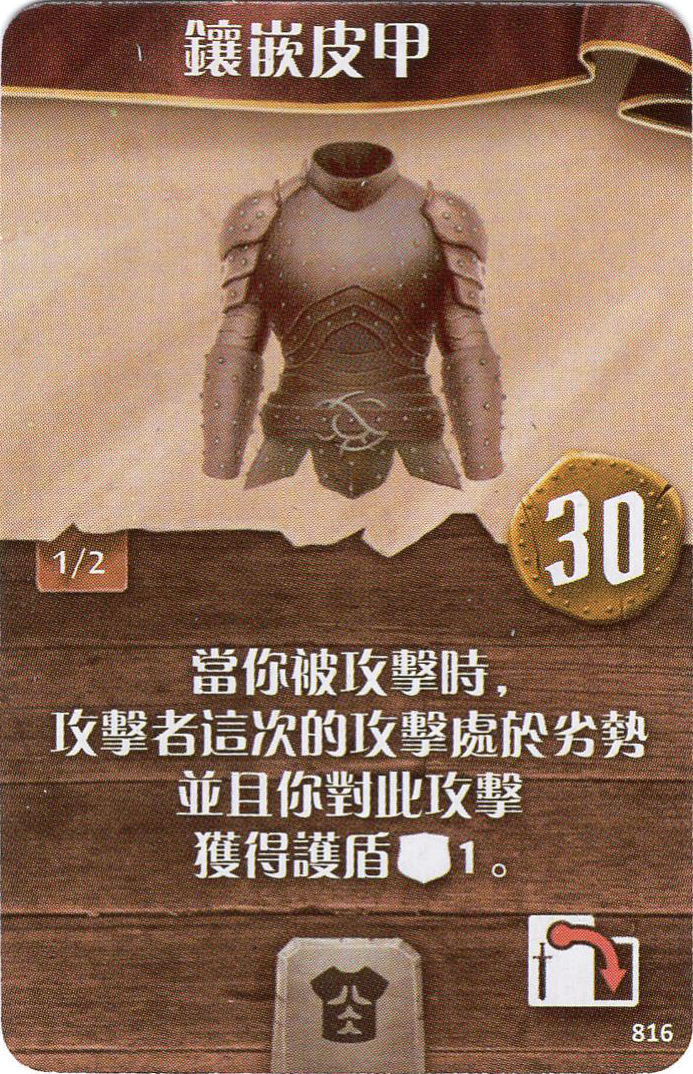 鑲嵌皮甲
1/2
30
當你被攻擊時,
攻擊者這次的攻擊處於劣勢
並且你對此攻擊
獲得護盾1。
816